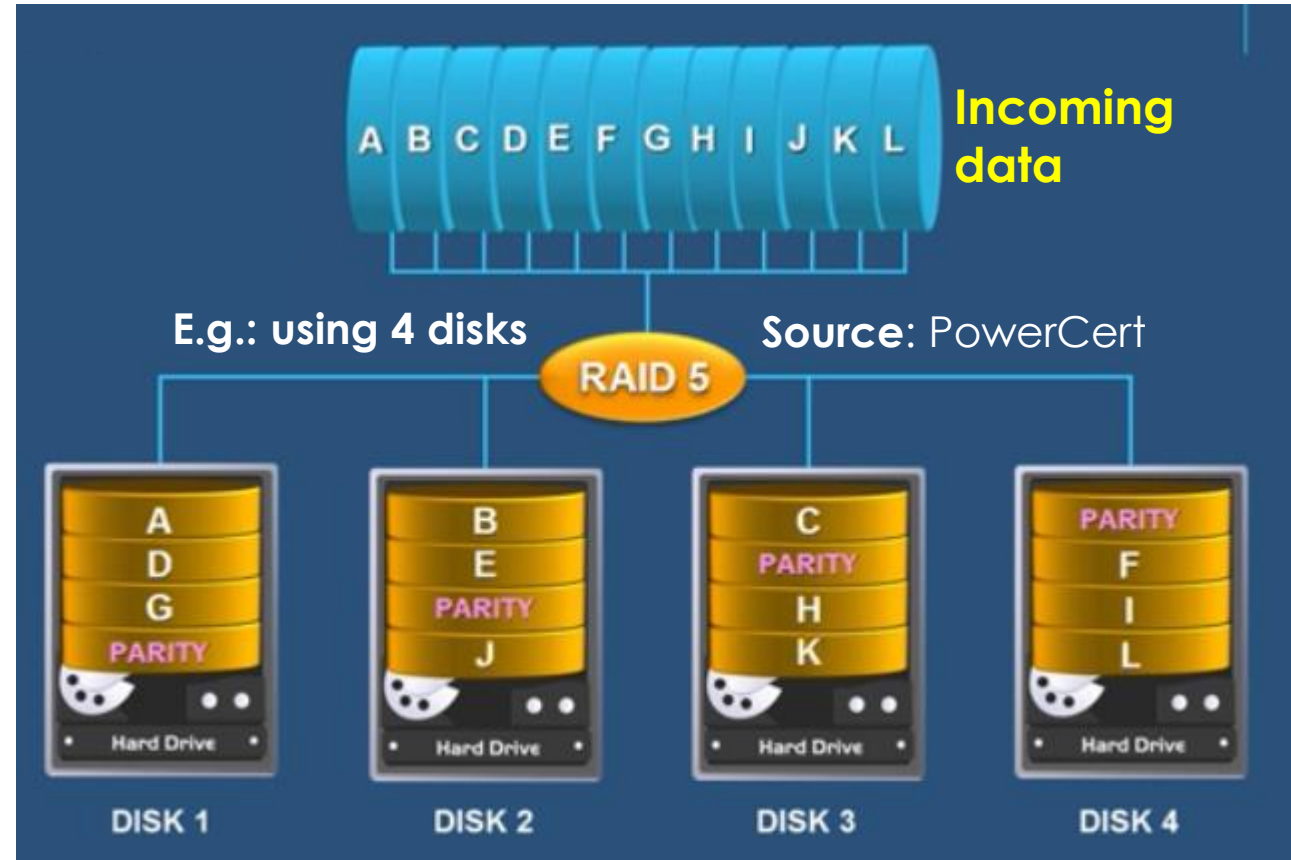 A B C D E F G H I J K L
Incoming
data
E.g.: using 4 disks
Source: PowerCert
RAID 5
A
D
G
PARITY
Hard Drive
DISK 1
B
E
PARITY
J
Hard Drive
DISK 2
C
PARITY
H
K
Hard Drive
DISK 3
PARITY
F
I
L
Hard Drive
DISK 4